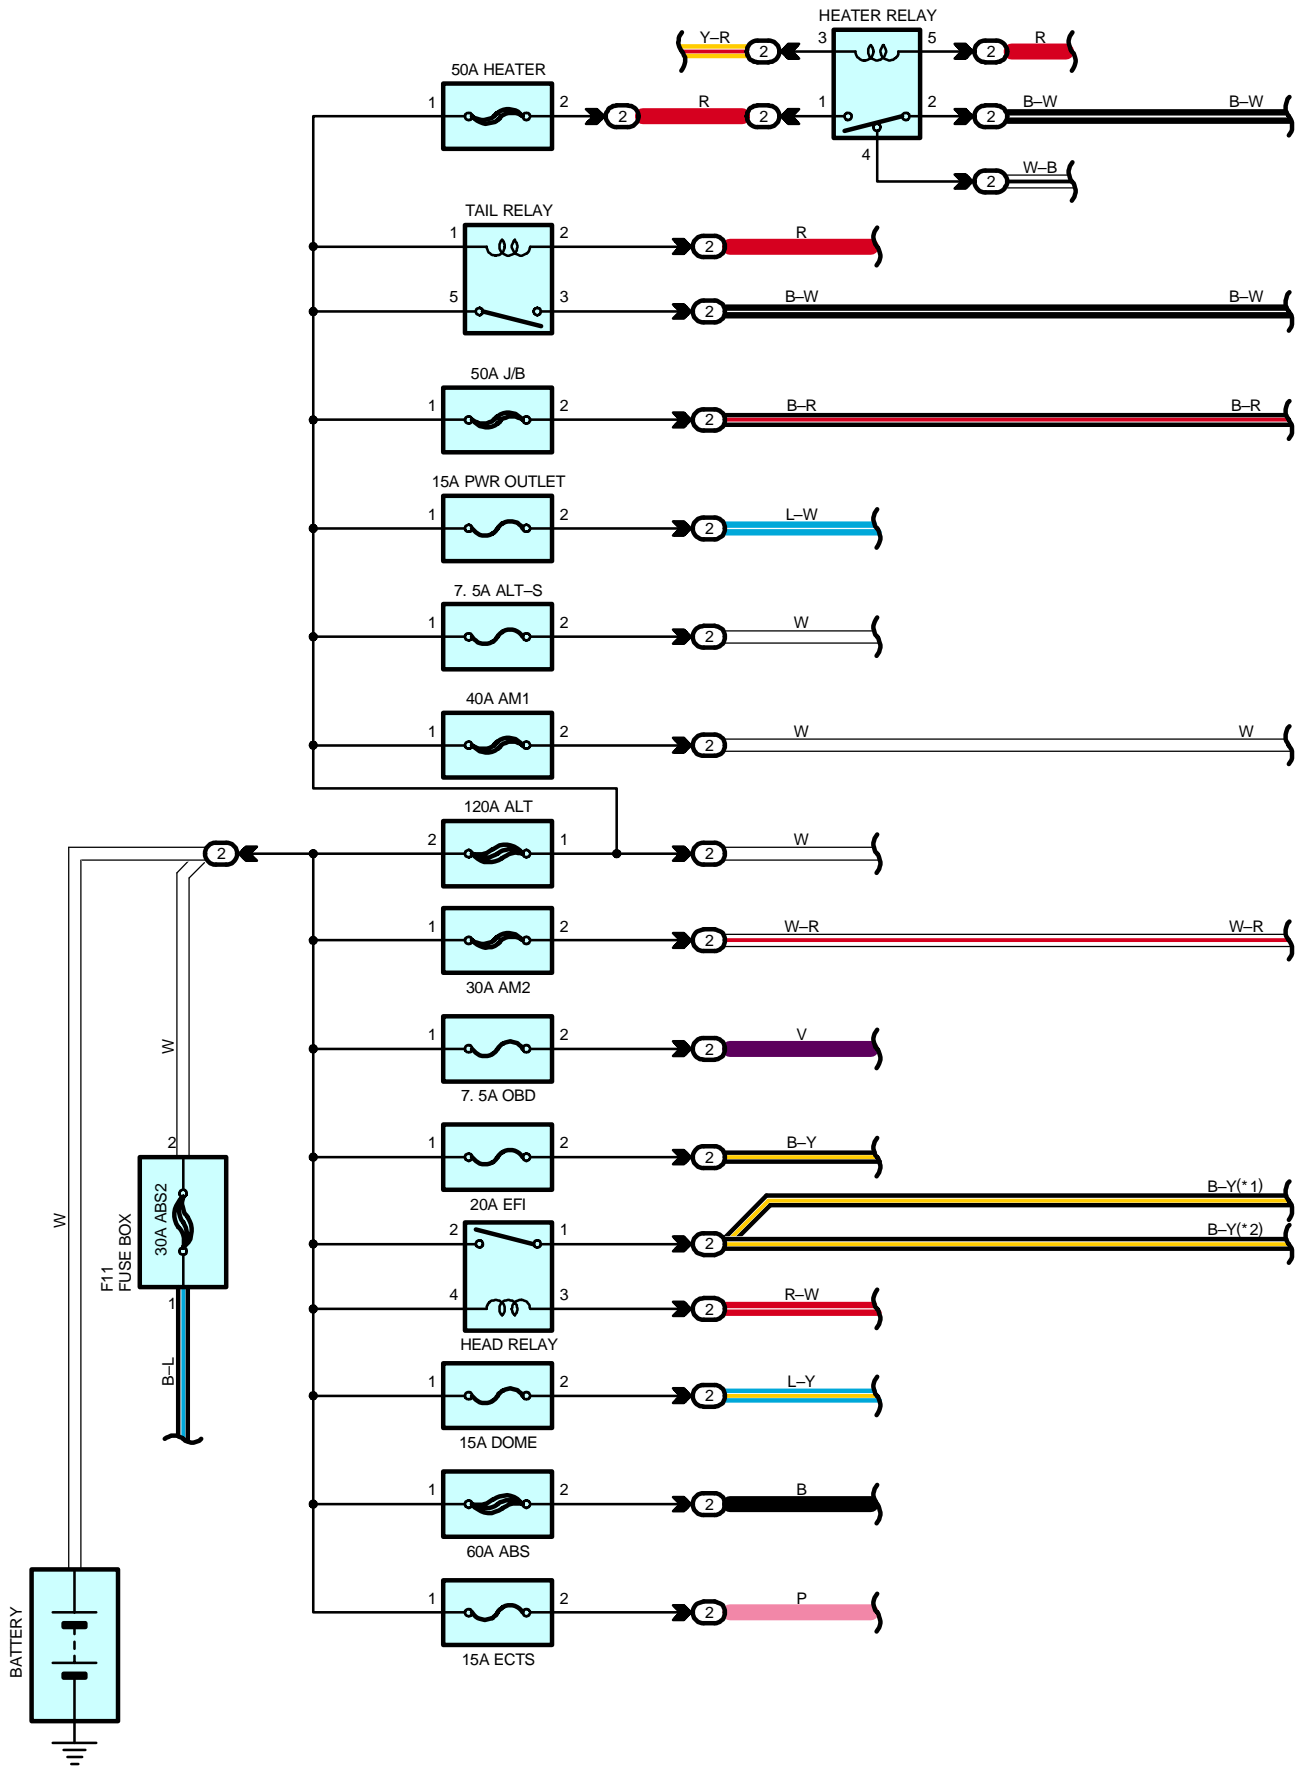 HEATER RELAY
Y–R 2 3 5 2 R
50A HEATER
1 2 2 R 2 1 2 2 B–W B–W
4 2 W–B
TAIL RELAY
1 2 2 R
5 3 2 B–W B–W
50A J/B
1 2 2 B–R B–R
15A PWR OUTLET
1 2 2 L–W
7. 5A ALT–S
1 2 2 W
40A AM1
1 2 2 W W
120A ALT
2 2 1 2 W
1 2 2 W–R W–R
30A AM2
W
1 2 2 V
7. 5A OBD
2
1 2 2 B–Y
20A EFI
W
F11
FUSE BOX
30A ABS2
B–Y(*1)
2 1 2 B–Y(*2)
1
4 3 2 R–W
HEAD RELAY
B–L
1 2 2 L–Y
15A DOME
1 2 2 B
60A ABS
1 2 2 P
15A ECTS
BATTERY